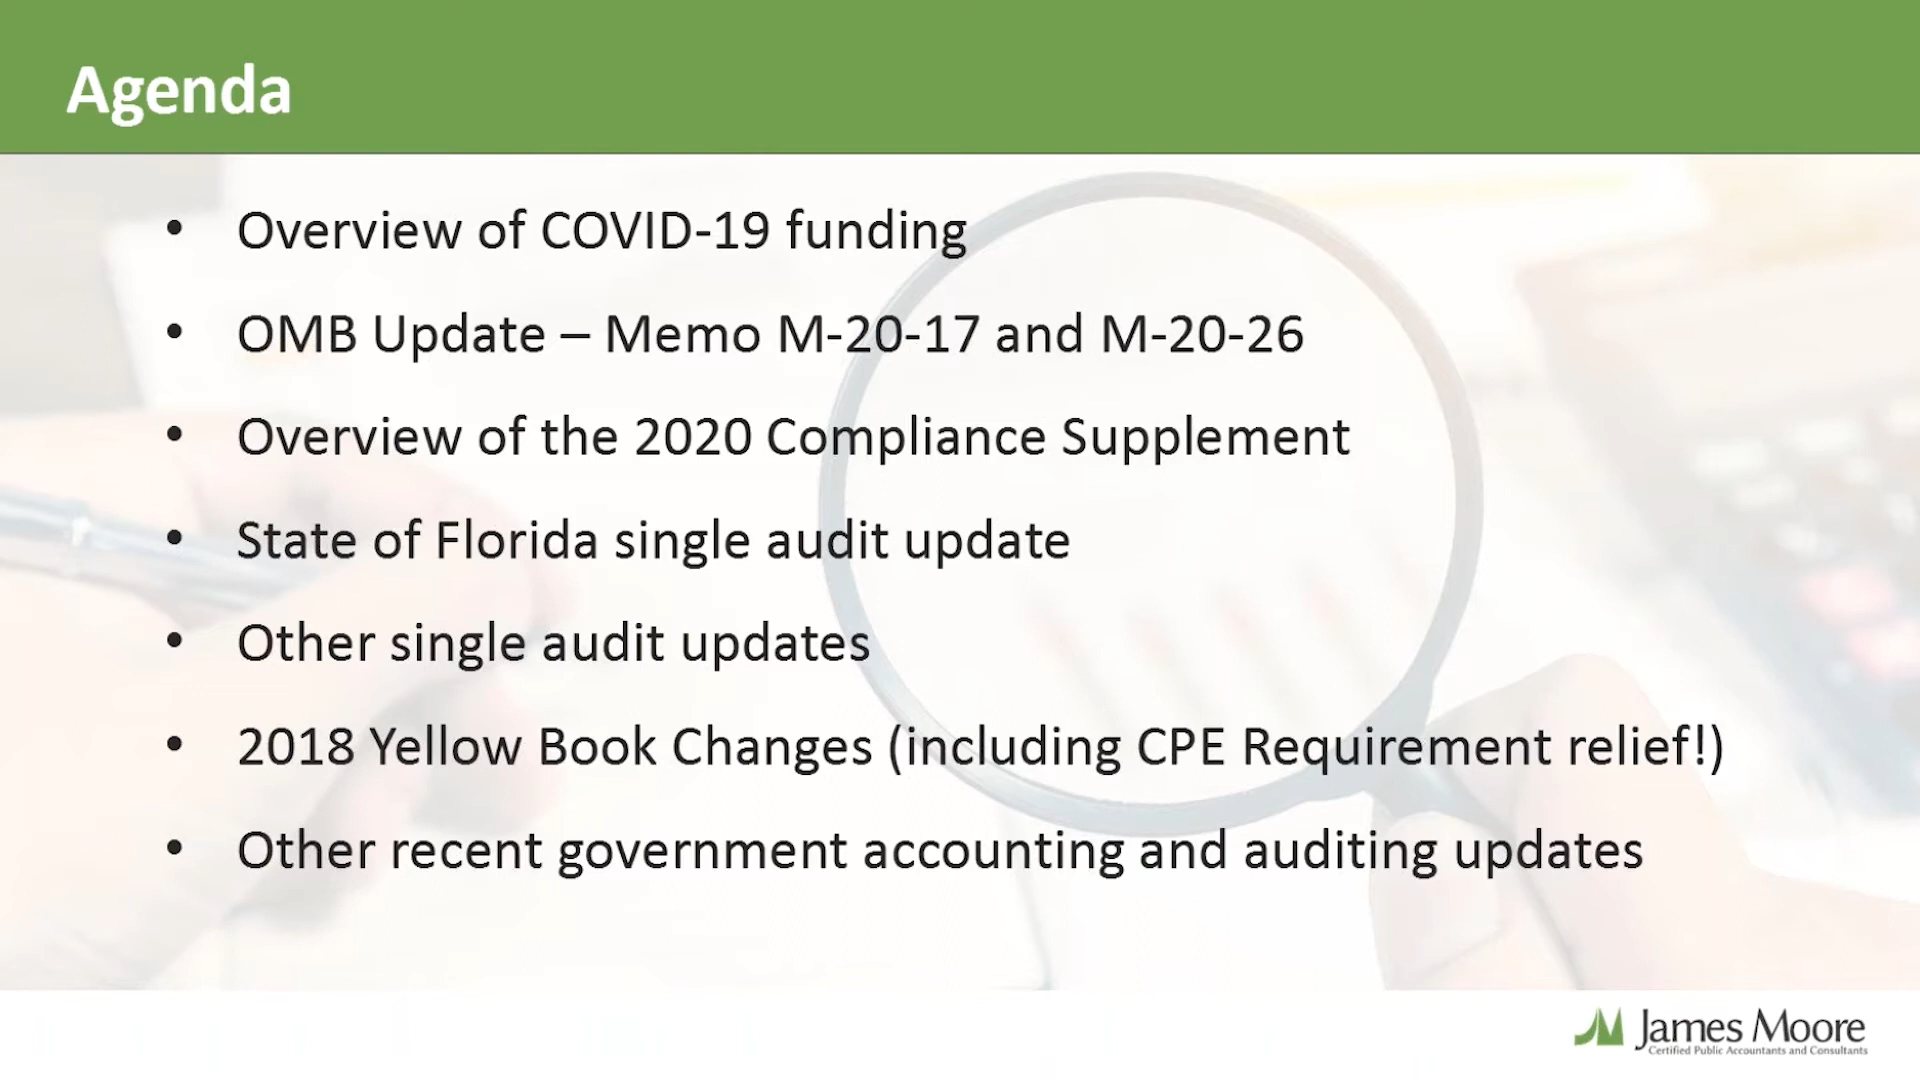 Agenda
• Overview of COVID-19 funding
• OMB Update – Memo M-20-17 and M-20-26
• Overview of the 2020 Compliance Supplement
• State of Florida single audit update
• Other single audit updates
• 2018 Yellow Book Changes (including CPE Requirement relief!)
• Other recent government accounting and auditing updates
James Moore
Certified Public Accountants and Consultants